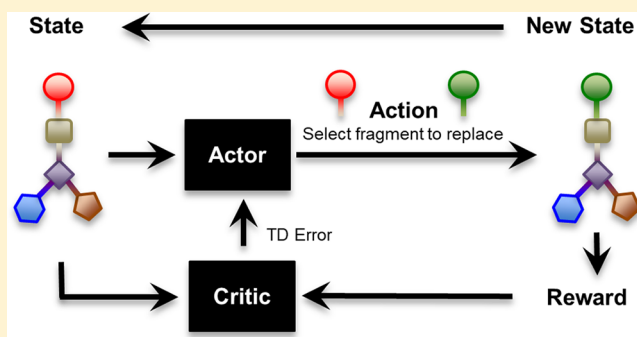 State
New State
Action
Select fragment to replace
Actor
TD Error
Critic
Reward